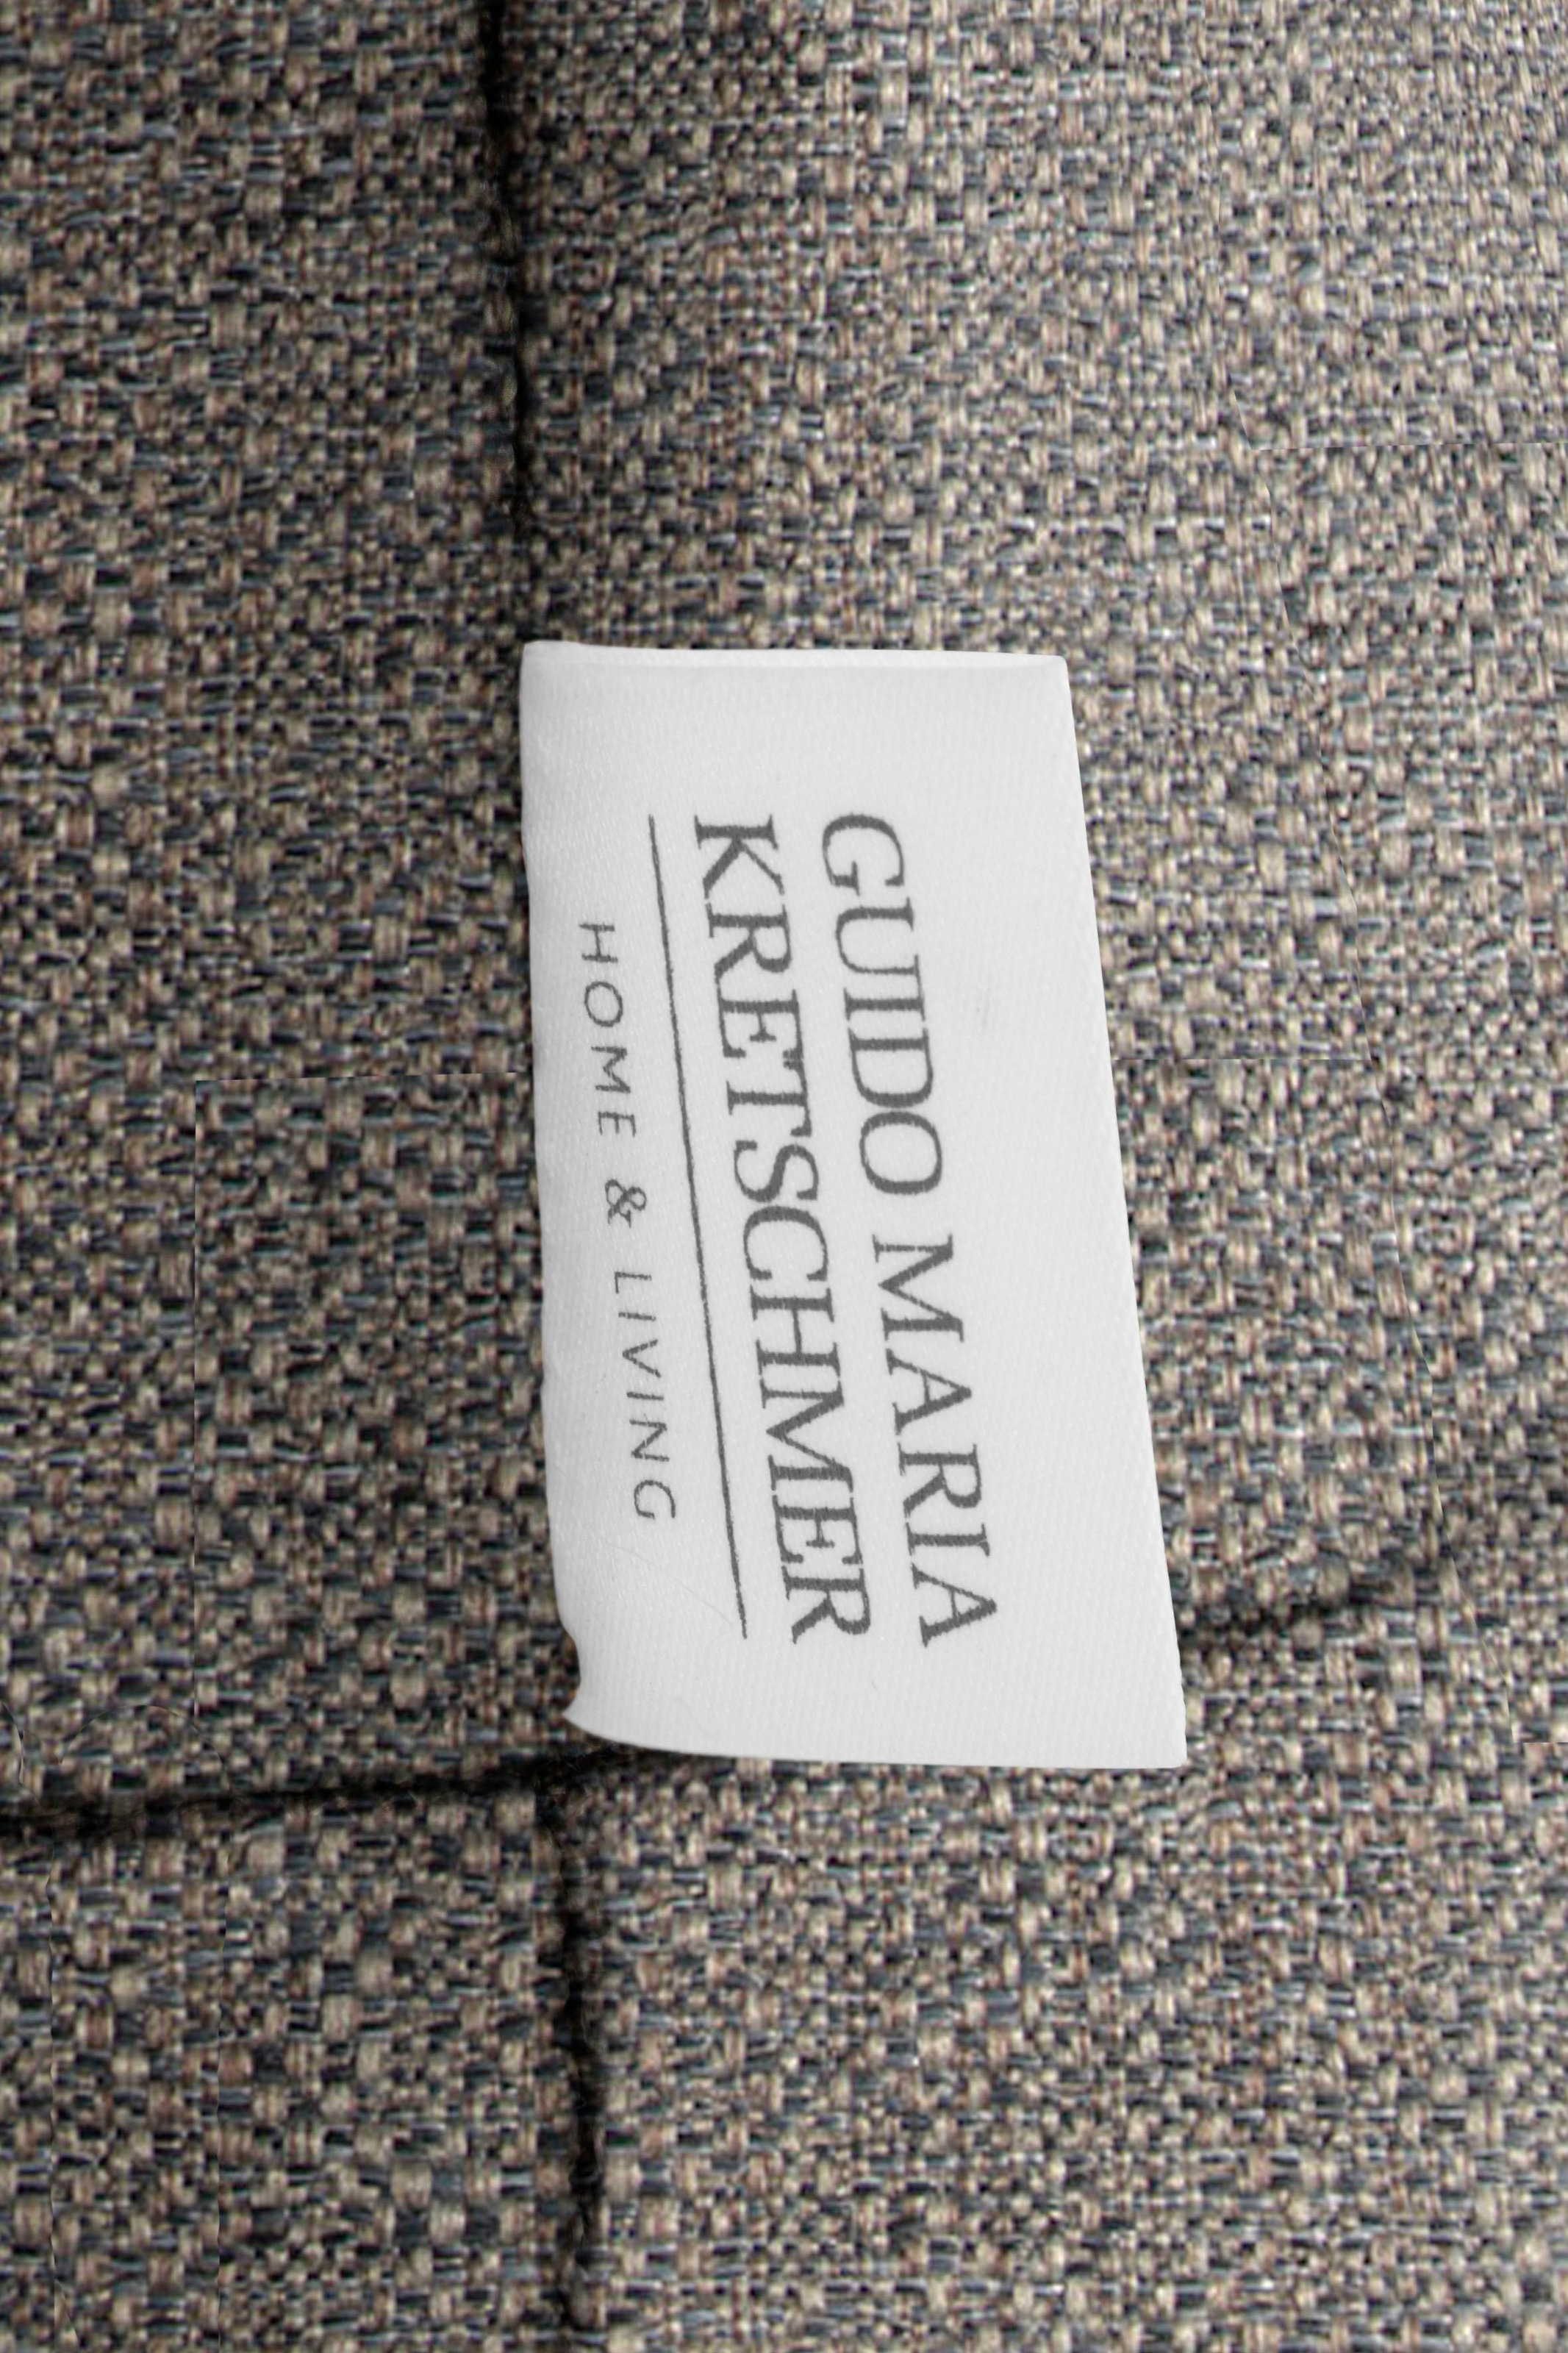 GUIDO MARIA
KRETSCHMER
HOME & LIVING